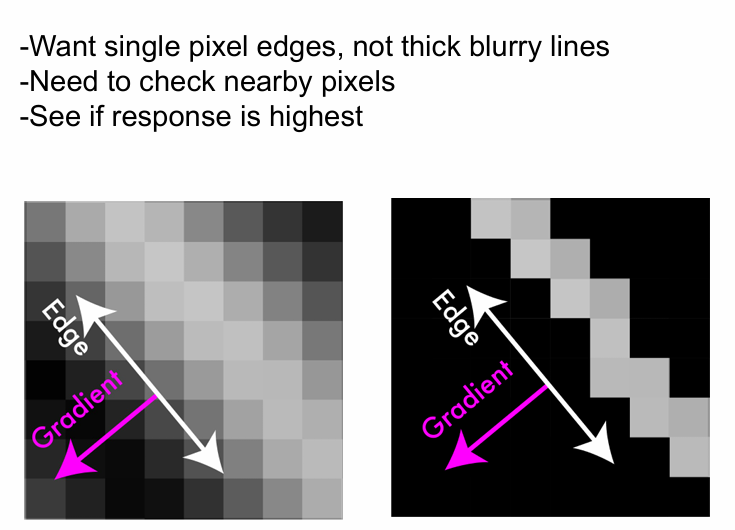 -Want single pixel edges, not thick blurry lines
-Need to check nearby pixels
-See if response is highest
Edge
Gradient
Edge
Gradient